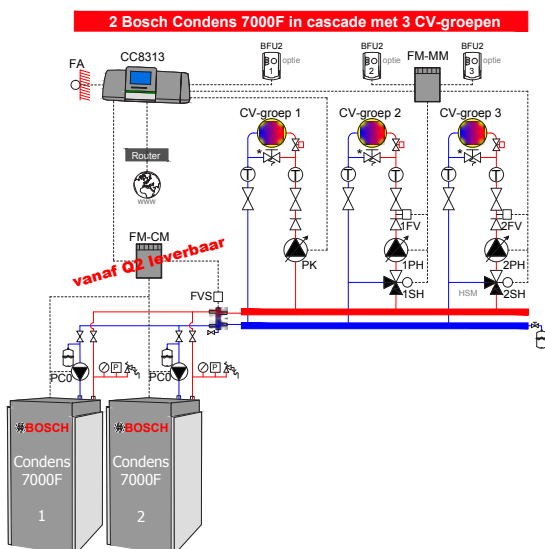 2 Bosch Condens 7000F in cascade met 3 CV-groepen
BFU2
optie
1
BFU2
optie
2
FM-MM
BFU2
optie
3
FA
CC8313
CV-groep 1
CV-groep 2
CV-groep 3
*
*
*
T
T
T
T
T
T
Router
www
FM-CM
vanaf Q2 leverbaar
1FV
2FV
PK
1PH
2PH
FVS
1SH
HSM
2SH
PC0
P
PC0
P
BOSCH
Condens
7000F
1
BOSCH
Condens
7000F
2